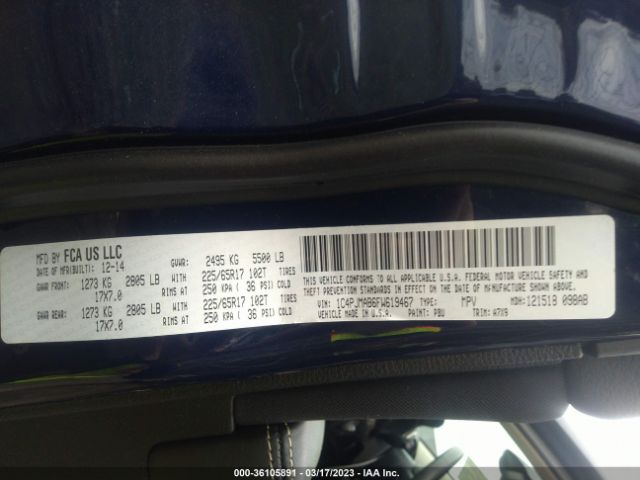 MFD BY FCA US LLC
DATE OF MFR(BUILT): 12-14 GVWR: 2495 KG 5500 LB
GAWR FRONT: 1273 KG 2805 LB WITH 225/65R17 102T TIRES
17X7.0 RIMS AT 250 KPA ( 36 PSI) COLD
GAWR REAR: 1273 KG 2805 LB WITH 225/65R17 102T TIRES
17X7.0 RIMS AT 250 KPA ( 36 PSI) COLD
THIS VEHICLE CONFORMS TO ALL APPLICABLE U.S.A. FEDERAL MOTOR VEHICLE SAFETY AND
THEFT PREVENTION STANDARDS IN EFFECT ON THE DATE OF MANUFACTURE SHOWN ABOVE.
VIN: 1C4PJMAB6FW619467 TYPE: MPV MDH: 121518 098AB
VEHICLE MADE IN U.S.A. PAINT: PBU TRIM: A7X9
000-36105891 - 03/17/2023 - IAA Inc.